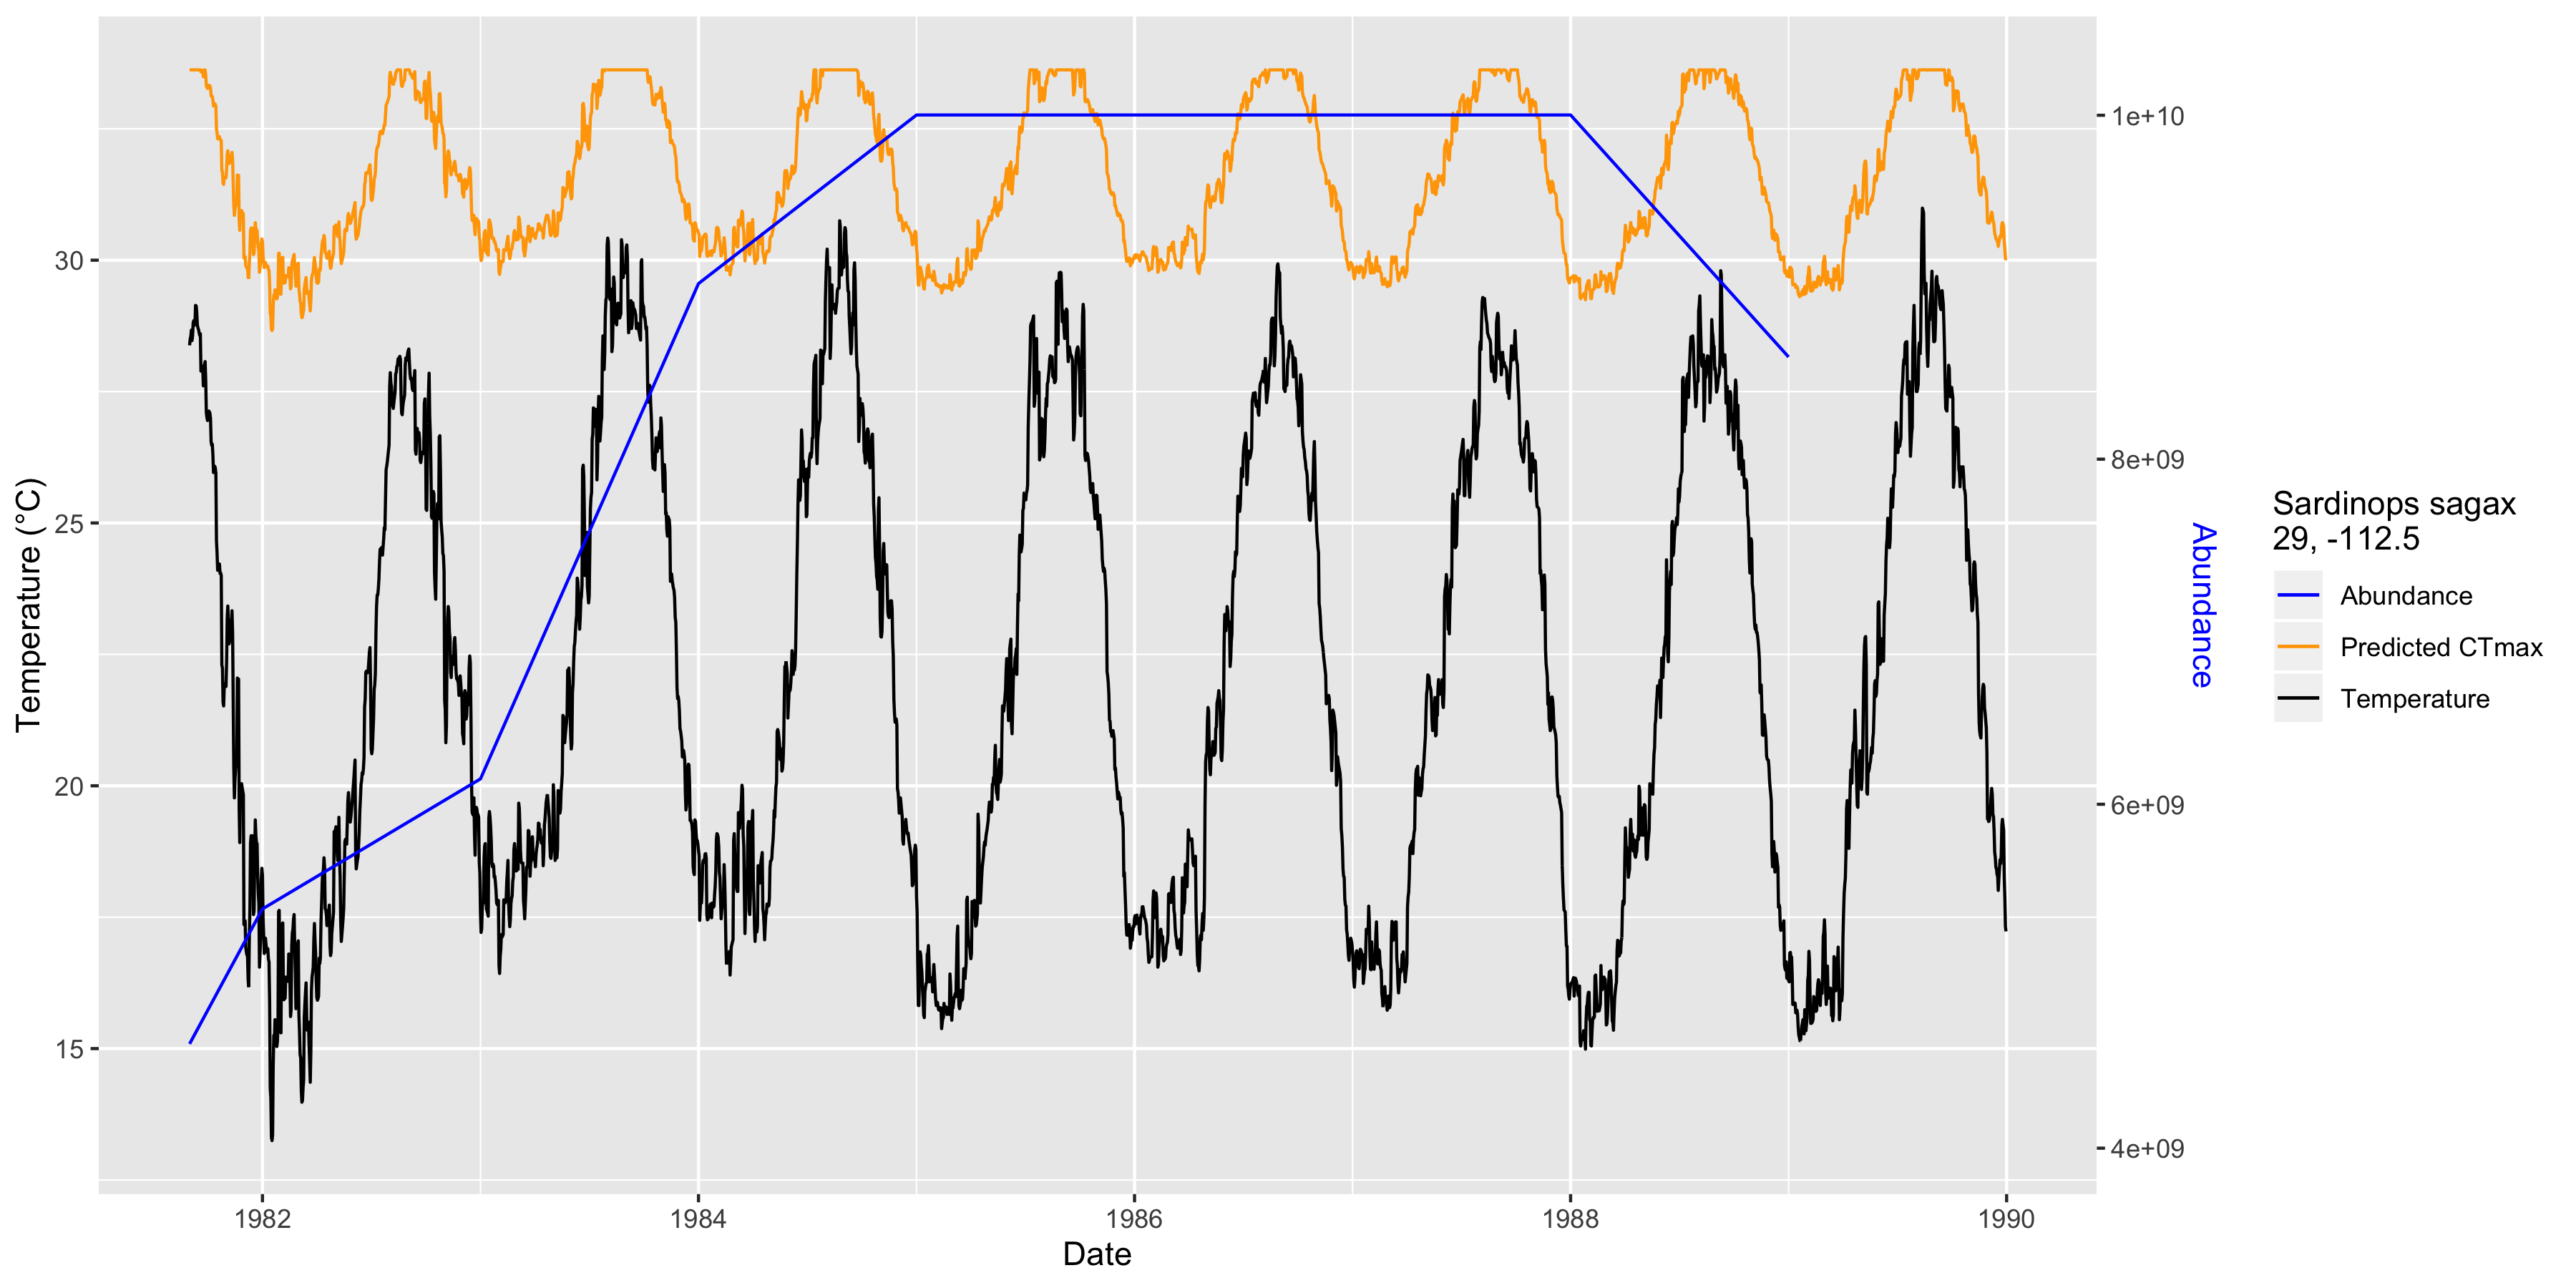 30
25
20
15
Temperature (°C)
1982
1984
1986
1988
1990
Date
1e+10
8e+09
6e+09
4e+09
Abundance
Sardinops sagax
29, -112.5
Abundance
Predicted CTmax
Temperature